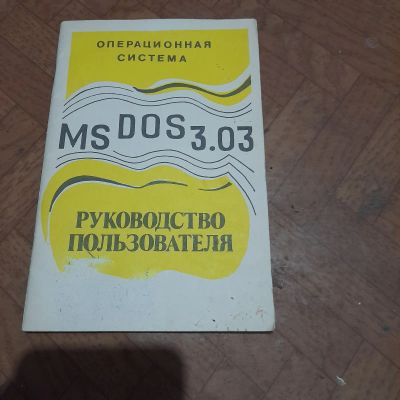 ОПЕРАЦИОННАЯ
СИСТЕМА
MS DOS 3.03
РУКОВОДСТВО
ПОЛЬЗОВАТЕЛЯ